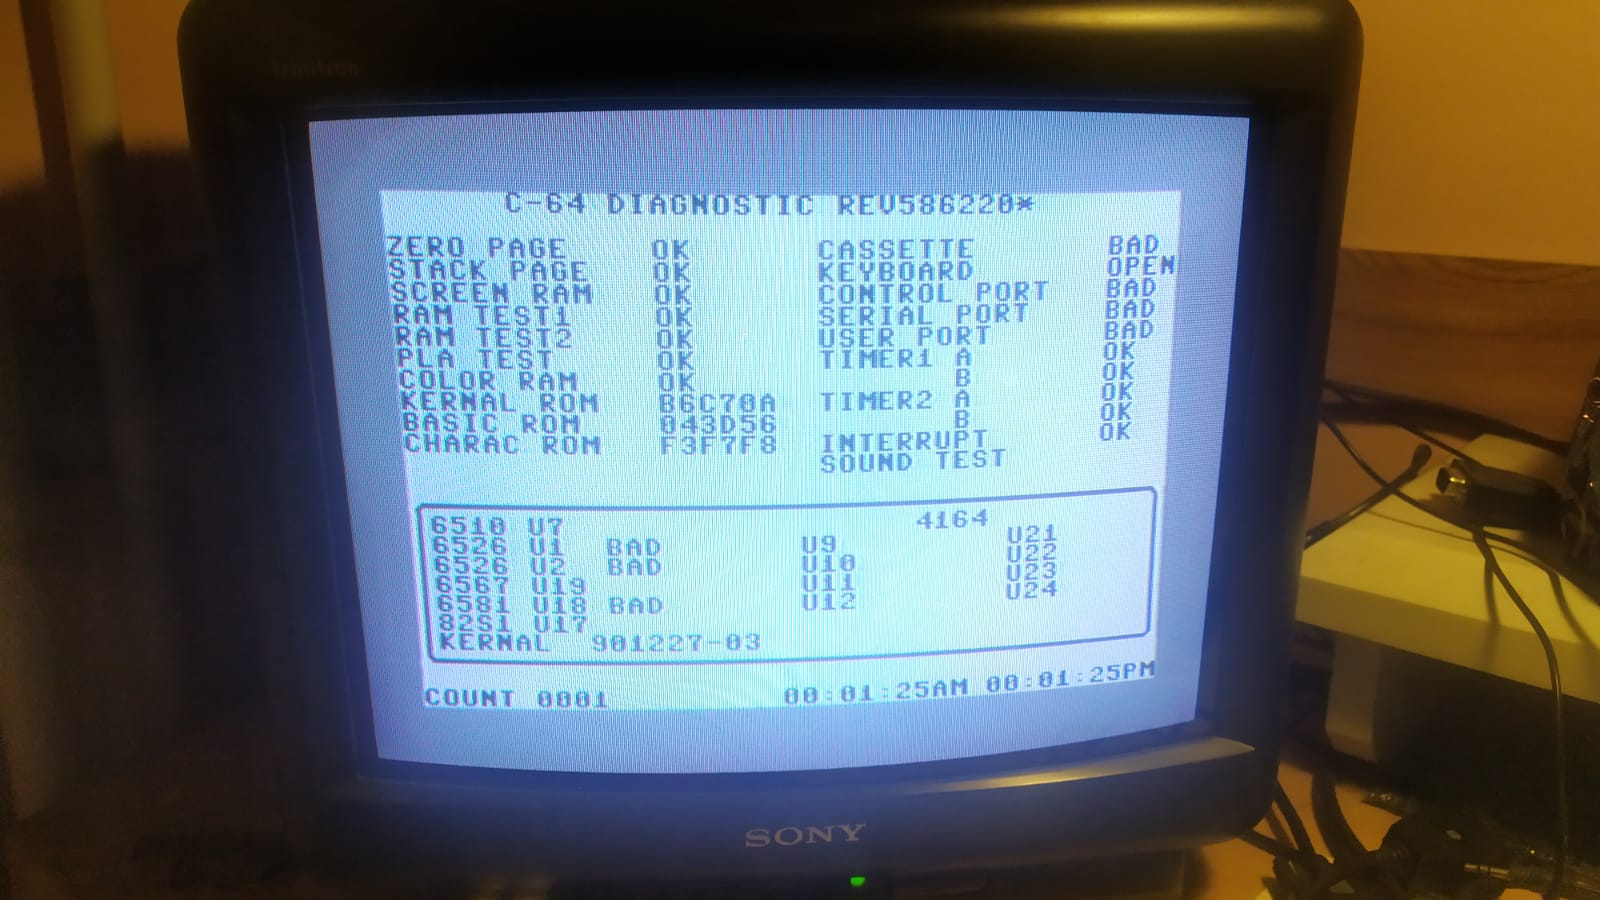 Trinitron
C-64 DIAGNOSTIC REV586220*
ZERO PAGE OK CASSETTE BAD
STACK PAGE OK KEYBOARD OPEN
SCREEN RAM OK CONTROL PORT BAD
RAM TEST1 OK SERIAL PORT BAD
RAM TEST2 OK USER PORT BAD
PLA TEST OK TIMER1 A OK
COLOR RAM OK B OK
KERNAL ROM B6C70A TIMER2 A OK
BASIC ROM 043D56 B OK
CHARAC ROM F3F7F8 INTERRUPT OK
SOUND TEST
6510 U7 4164
6526 U1 BAD U9 U21
6526 U2 BAD U10 U22
6567 U19 U11 U23
6581 U18 BAD U12 U24
82S1 U17
KERNAL 901227-03
COUNT 0001 00:01:25AM 00:01:25PM
SONY